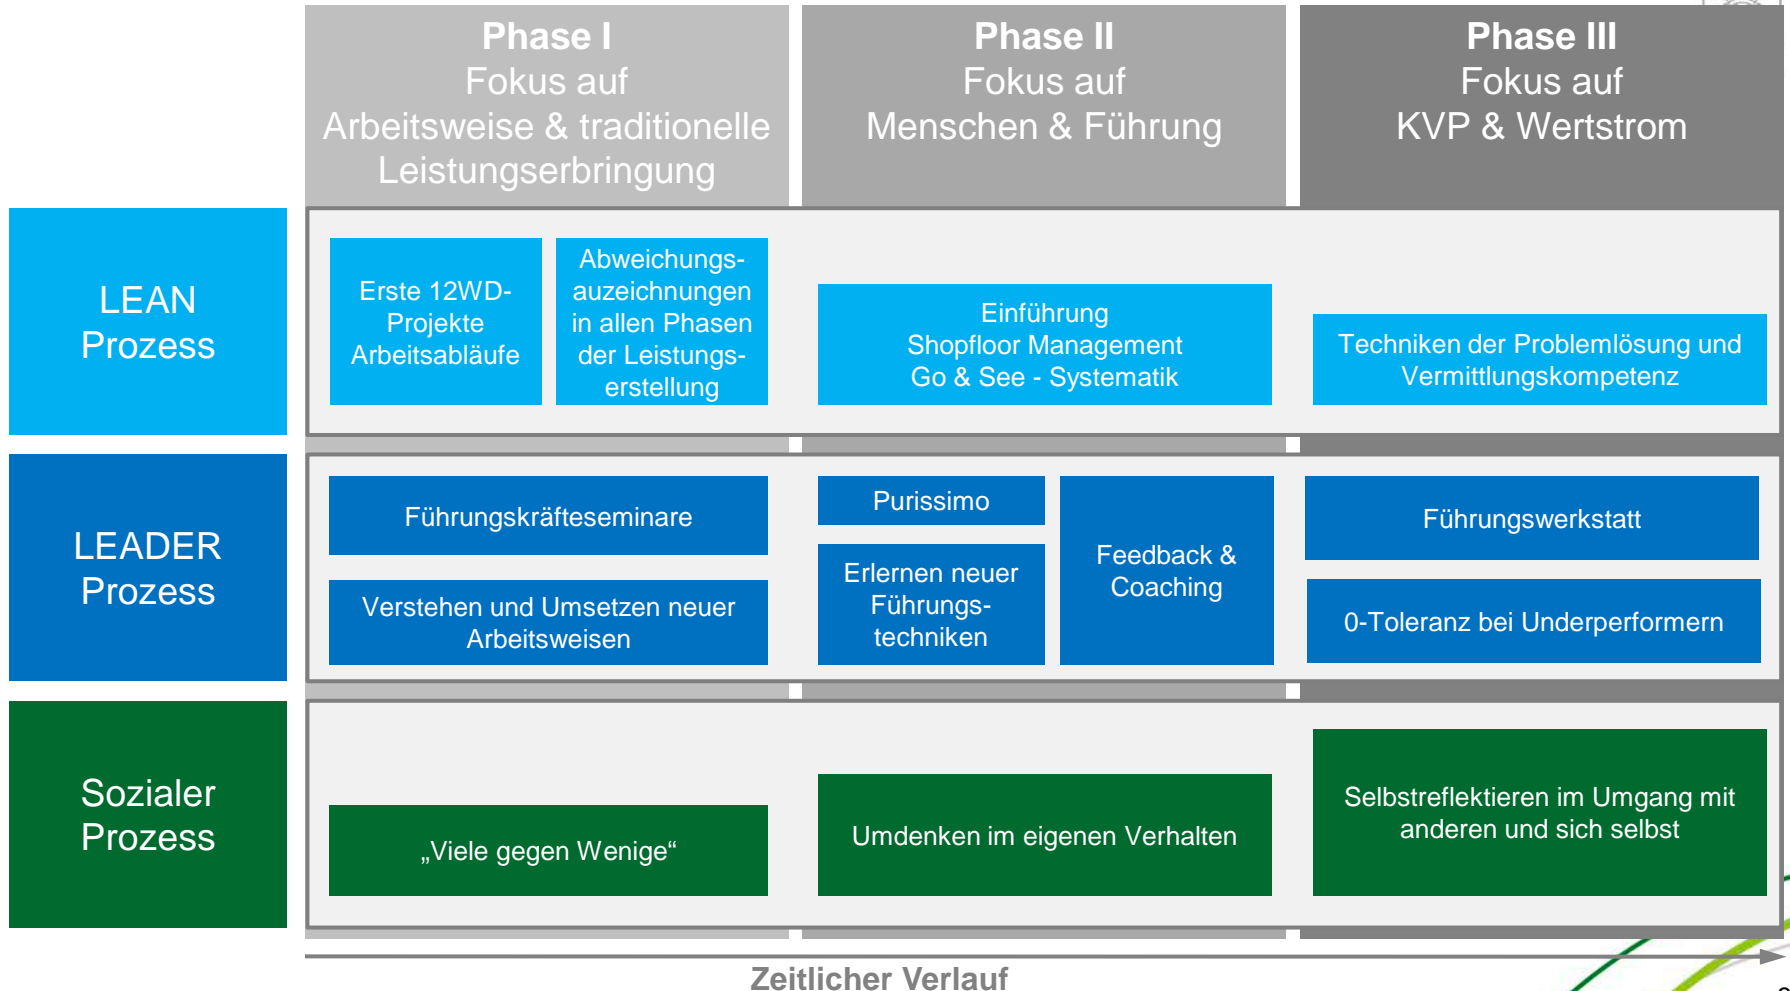 Phase I
Fokus auf
Arbeitsweise & traditionelle
Leistungserbringung
Phase II
Fokus auf
Menschen & Führung
Phase III
Fokus auf
KVP & Wertstrom
LEAN
Prozess
Erste 12WD-
Projekte
Arbeitsabläufe
Abweichungs-
auzeichnungen
in allen Phasen
der Leistungs-
erstellung
Einführung
Shopfloor Management
Go & See - Systematik
Techniken der Problemlösung und
Vermittlungskompetenz
LEADER
Prozess
Führungskräfteseminare
Verstehen und Umsetzen neuer
Arbeitsweisen
Purissimo
Erlernen neuer
Führungs-
techniken
Feedback &
Coaching
Führungswerkstatt
0-Toleranz bei Underperformern
Sozialer
Prozess
„Viele gegen Wenige“
Umdenken im eigenen Verhalten
Selbstreflektieren im Umgang mit
anderen und sich selbst
Zeitlicher Verlauf